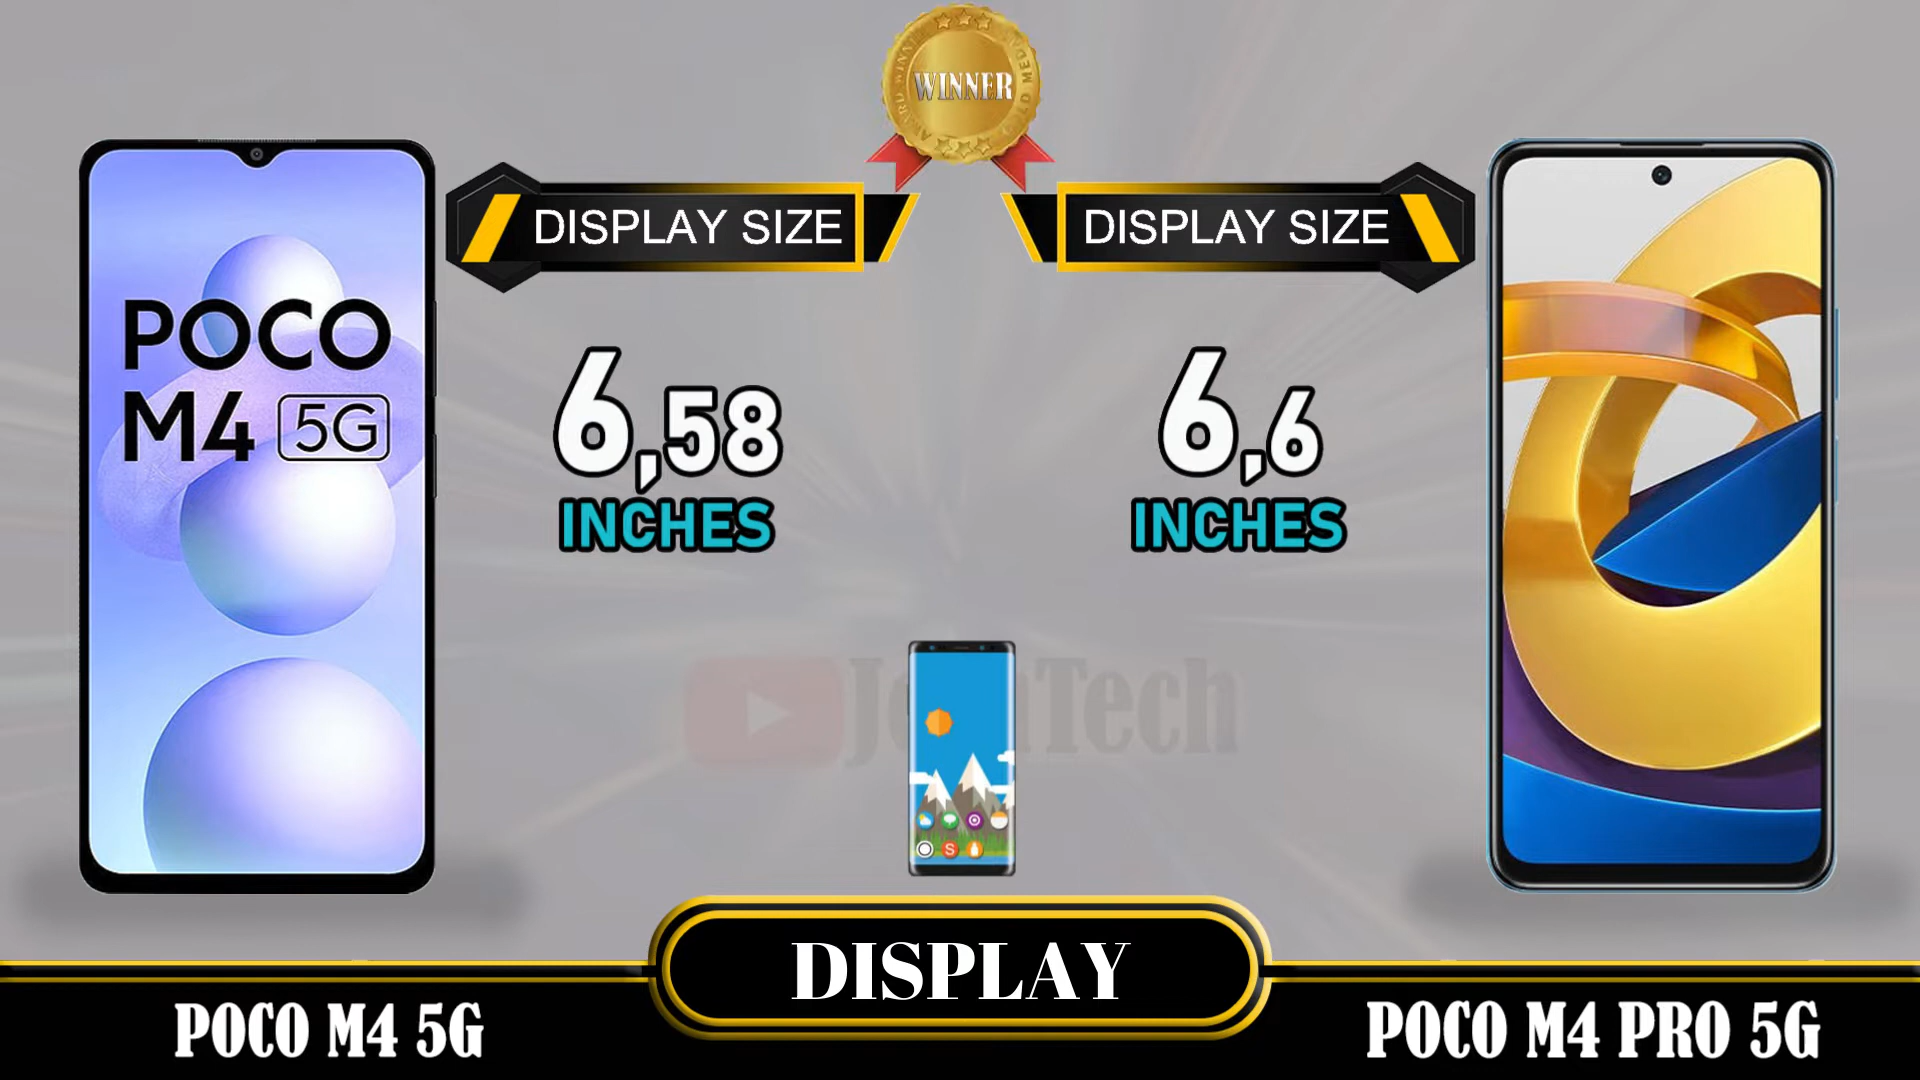 WINNER
DISPLAY SIZE
DISPLAY SIZE
POCO
M4 5G
6,58
INCHES
6,6
INCHES
DISPLAY
POCO M4 5G
POCO M4 PRO 5G